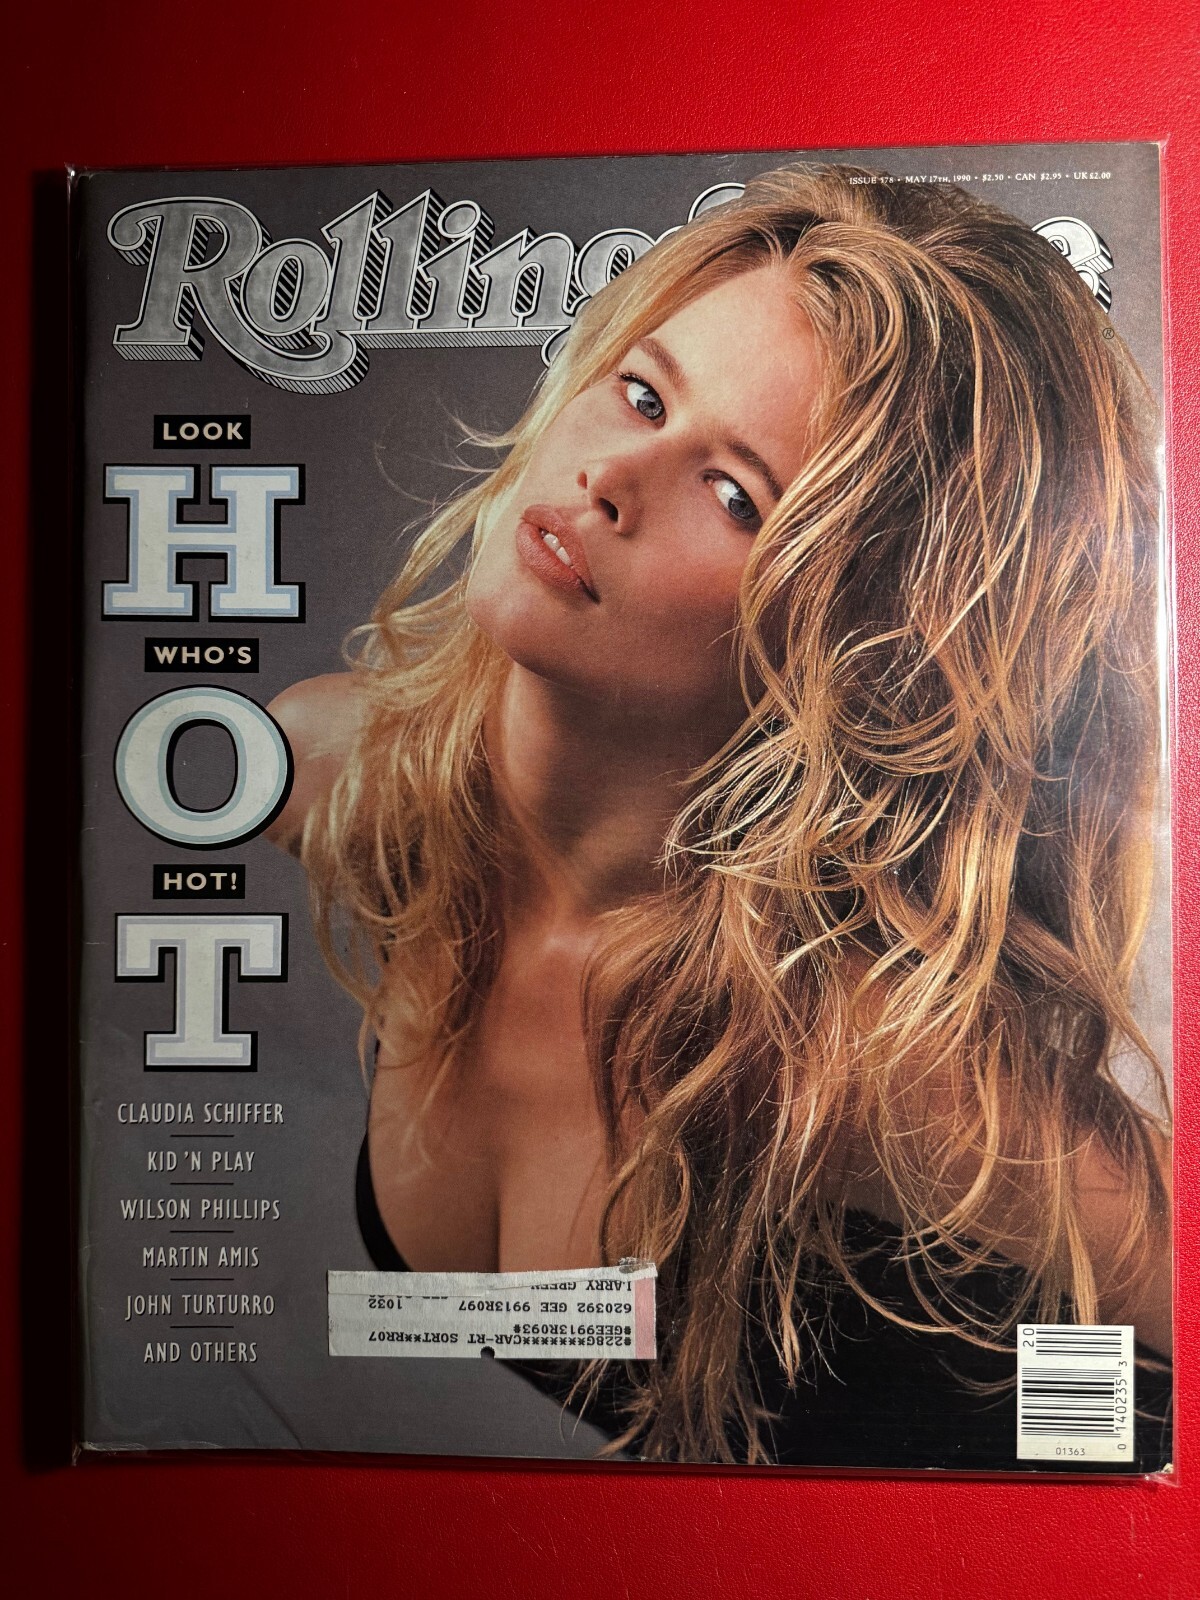 ISSUE 578 • MAY 17TH, 1990 • $2.50 • CAN $2.95 • UK £2.00
Rolling
®
LOOK
H
WHO'S
O
HOT!
T
CLAUDIA SCHIFFER
KID 'N PLAY
WILSON PHILLIPS
MARTIN AMIS
JOHN TURTURRO
AND OTHERS
#228G*******CAR-RT SORT**RR07
#GEE9913R093#
620392 GEE 9913R097 1032
LARRY GREEN
20
0 140235 3
01363